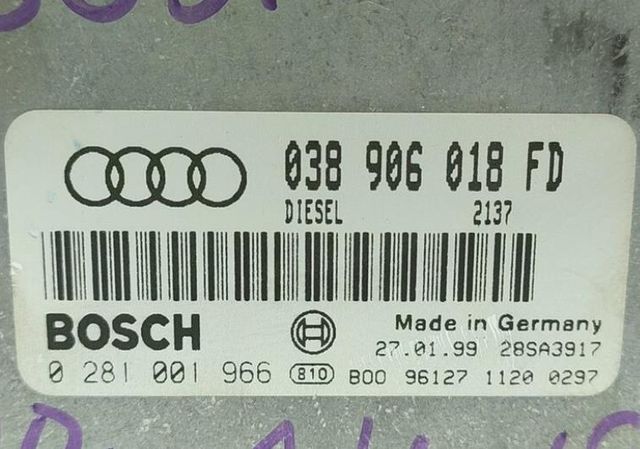 038 906 018 FD
DIESEL 2137
BOSCH
Made in Germany
27.01.99 28SA3917
0 281 001 966 810 B00 96127 1120 0297